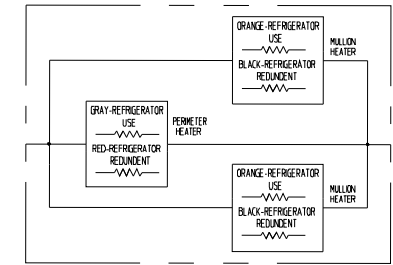 ORANGE-REFRIGERATOR
USE
BLACK-REFRIGERATOR
REDUNDENT
MULLION
HEATER
GRAY-REFRIGERATOR
USE
RED-REFRIGERATOR
REDUNDENT
PERIMETER
HEATER
ORANGE-REFRIGERATOR
USE
BLACK-REFRIGERATOR
REDUNDENT
MULLION
HEATER